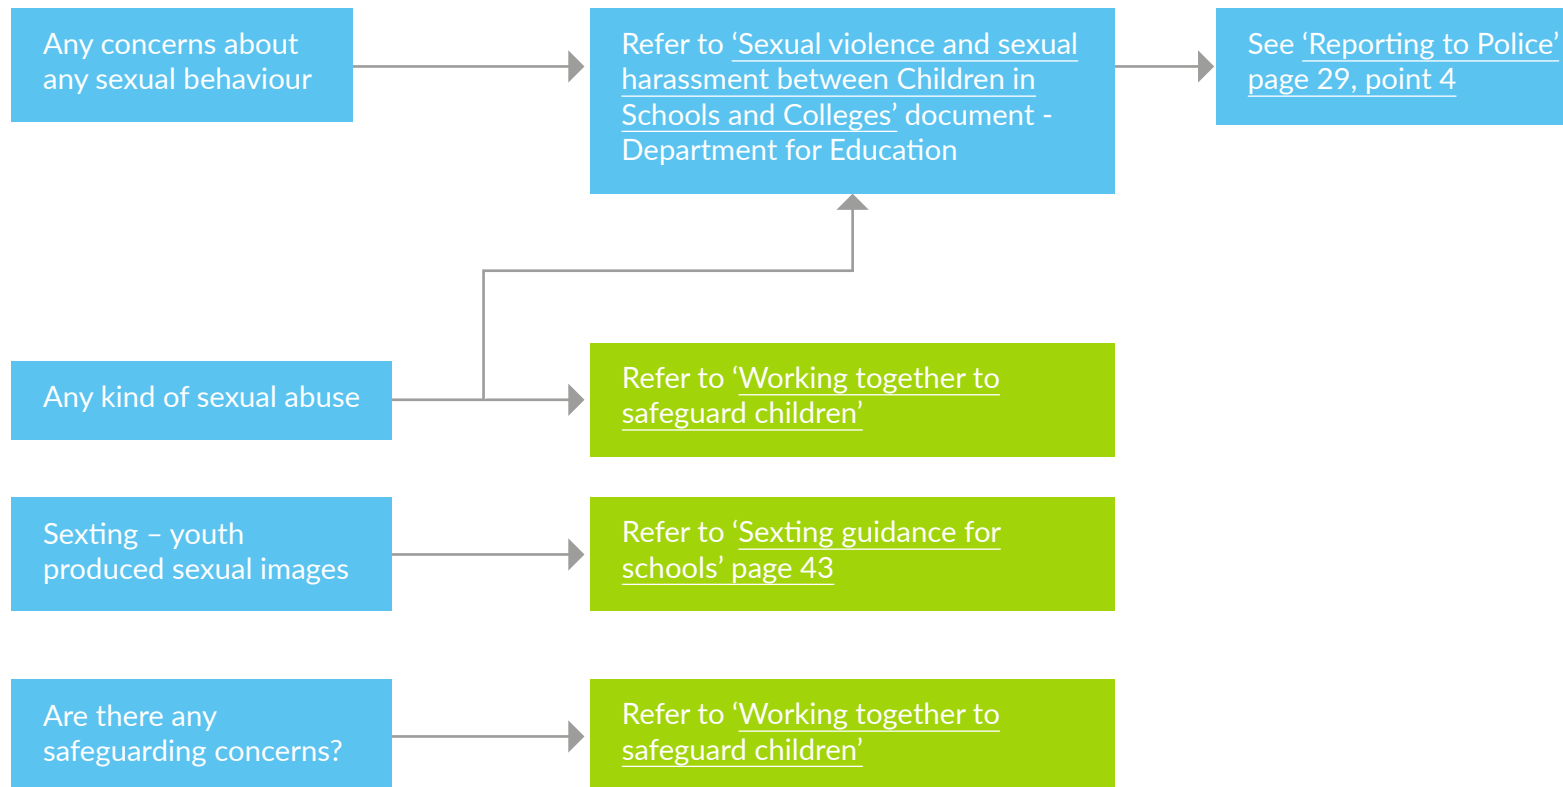 Any concerns about
any sexual behaviour
Refer to ‘Sexual violence and sexual
harassment between Children in
Schools and Colleges’ document -
Department for Education
See ‘Reporting to Police’
page 29, point 4
Any kind of sexual abuse
Refer to ‘Working together to
safeguard children’
Sexting – youth
produced sexual images
Refer to ‘Sexting guidance for
schools’ page 43
Are there any
safeguarding concerns?
Refer to ‘Working together to
safeguard children’